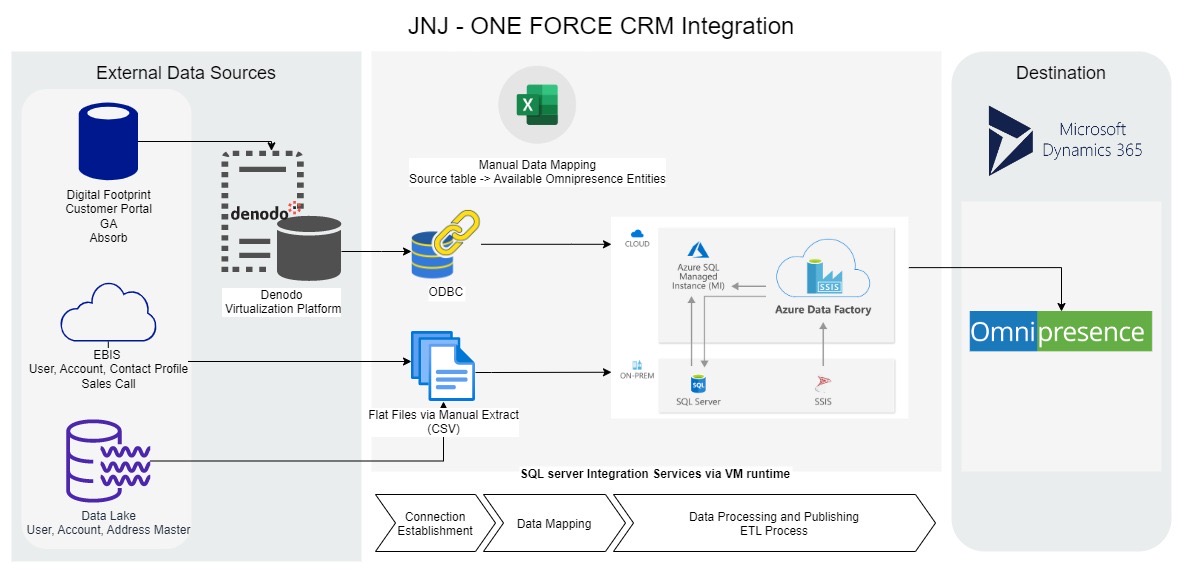 JNJ - ONE FORCE CRM Integration
External Data Sources
Digital Footprint
Customer Portal
GA
Absorb
denodo
Denodo
Virtualization Platform
EBIS
User, Account, Contact Profile
Sales Call
Data Lake
User, Account, Address Master
X
Manual Data Mapping
Source table -> Available Omnipresence Entities
ODBC
Flat Files via Manual Extract
(CSV)
CLOUD
Azure SQL
Managed
Instance (MI)
SSIS
Azure Data Factory
ON-PREM
SQL
SQL Server
SSIS
SQL server Integration Services via VM runtime
Connection
Establishment
Data Mapping
Data Processing and Publishing
ETL Process
Destination
Microsoft
Dynamics 365
Omnipresence